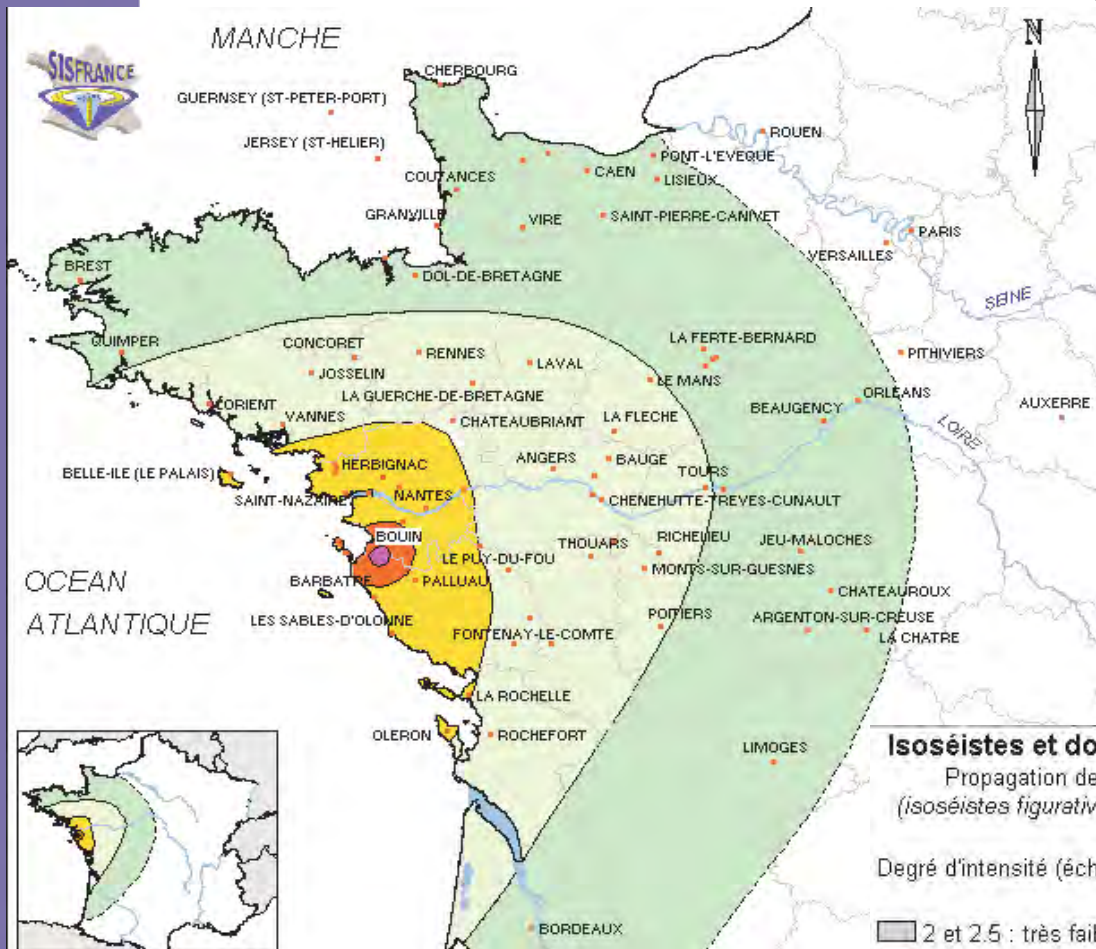 MANCHE
N
SISFRANCE
CHERBOURG
GUERNSEY (ST-PETER-PORT)
ROUEN
JERSEY (ST-HELIER)
PONT-L'EVEQUE
CAEN
LISIEUX
COUTANCES
GRANVILLE
VIRE
SAINT-PIERRE-CANIVET
PARIS
VERSAILLES
BREST
DOL-DE-BRETAGNE
SEINE
QUIMPER
CONCORET
RENNES
LAVAL
LA FERTE-BERNARD
PITHIVIERS
JOSSELIN
LE MANS
LA GUERCHE-DE-BRETAGNE
ORLEANS
LORIENT
BEAUGENCY
AUXERRE
VANNES
CHATEAUBRIANT
LA FLECHE
LOIRE
BELLE-ILE (LE PALAIS)
HERBIGNAC
ANGERS
BAUGE
TOURS
SAINT-NAZAIRE
NANTES
CHENEHUTTE-TREVES-CUNAULT
BOUIN
THOUARS
RICHELIEU
JEU-MALOCHES
LE PUY-DU-FOU
MONTS-SUR-GUESNES
OCEAN
ATLANTIQUE
BARBATRE
PALLUAU
CHATEAUROUX
LES SABLES-D'OLONNE
POITIERS
ARGENTON-SUR-CREUSE
FONTENAY-LE-COMTE
LA CHATRE
LA ROCHELLE
OLERON
ROCHEFORT
LIMOGES
Isoséistes et do
Propagation de
(isoséistes figurativ
Degré d'intensité (éch
2 et 2.5 : très faib
BORDEAUX